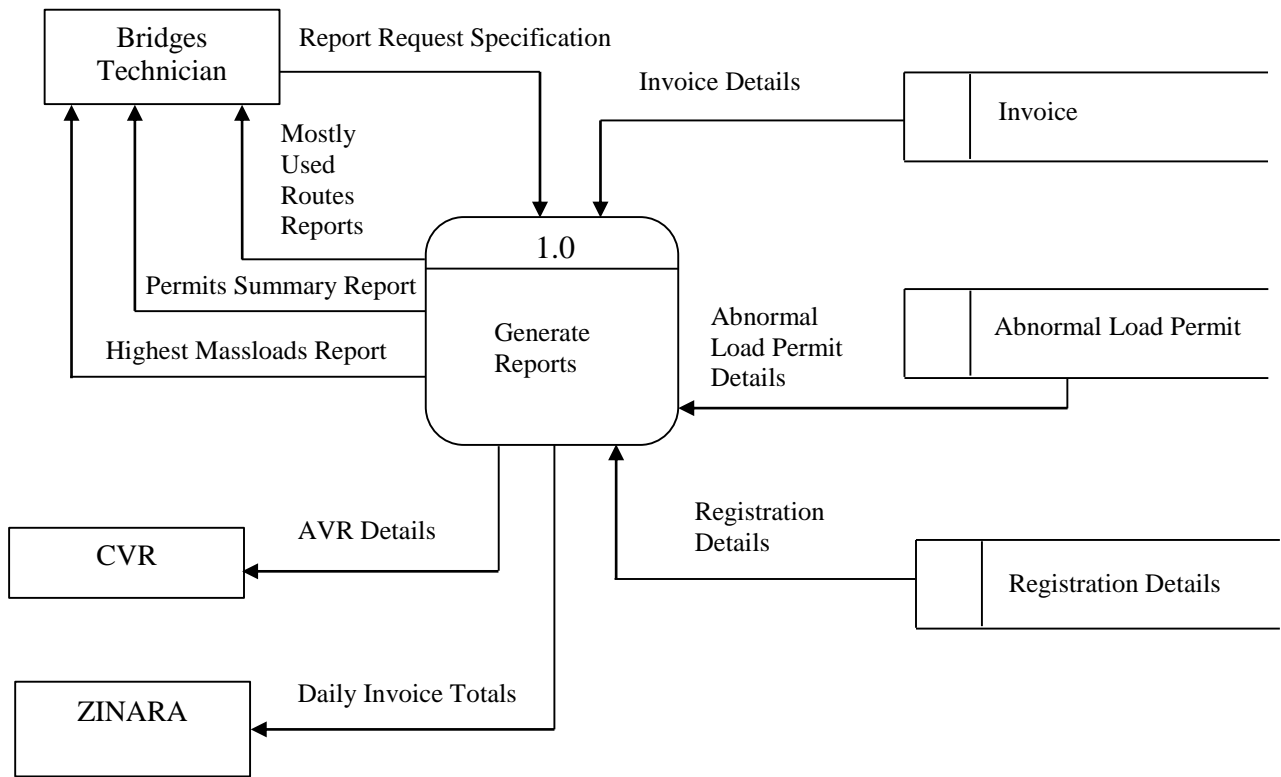 Bridges
Technician
Report Request Specification
Invoice Details
Invoice
Mostly
Used
Routes
Reports
1.0
Generate
Reports
Permits Summary Report
Highest Massloads Report
Abnormal
Load Permit
Details
Abnormal Load Permit
AVR Details
CVR
Registration
Details
Registration Details
Daily Invoice Totals
ZINARA